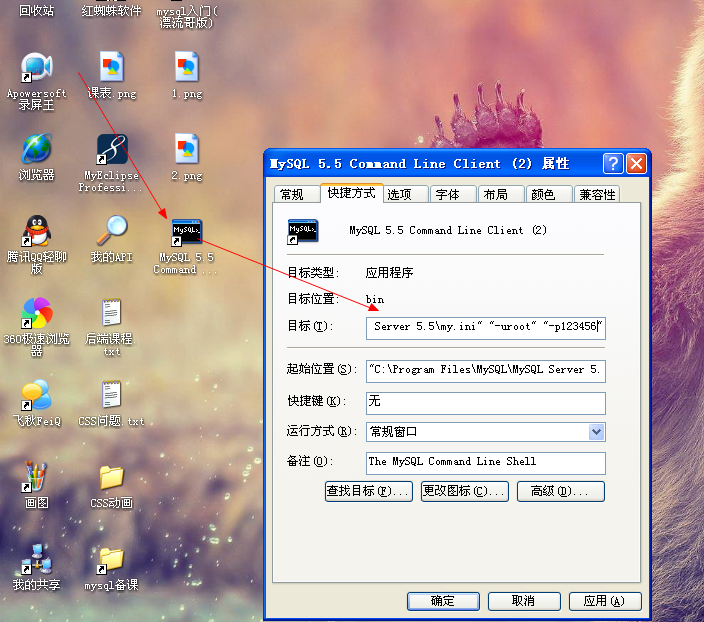 回收站
红蜘蛛软件
mysql入门(
漂流哥版)
Apowersoft
录屏王
课表.png
1.png
浏览器
MyEclipse
Professi...
2.png
腾讯QQ轻聊
版
我的API
MySQL 5.5
Command ...
360极速浏览
器
后端课程.
txt
飞秋FeiQ
CSS问题.txt
画图
CSS动画
我的共享
mysql备课
MySQL 5.5 Command Line Client (2) 属性
常规 快捷方式 选项 字体 布局 颜色 兼容性
MySQL 5.5 Command Line Client (2)
目标类型: 应用程序
目标位置: bin
目标(T): Server 5.5\my.ini" "-uroot" "-p123456"
起始位置(S): "C:\Program Files\MySQL\MySQL Server 5.
快捷键(K): 无
运行方式(R): 常规窗口
备注(O): The MySQL Command Line Shell
查找目标(F)... 更改图标(C)... 高级(D)...
确定 取消 应用(A)